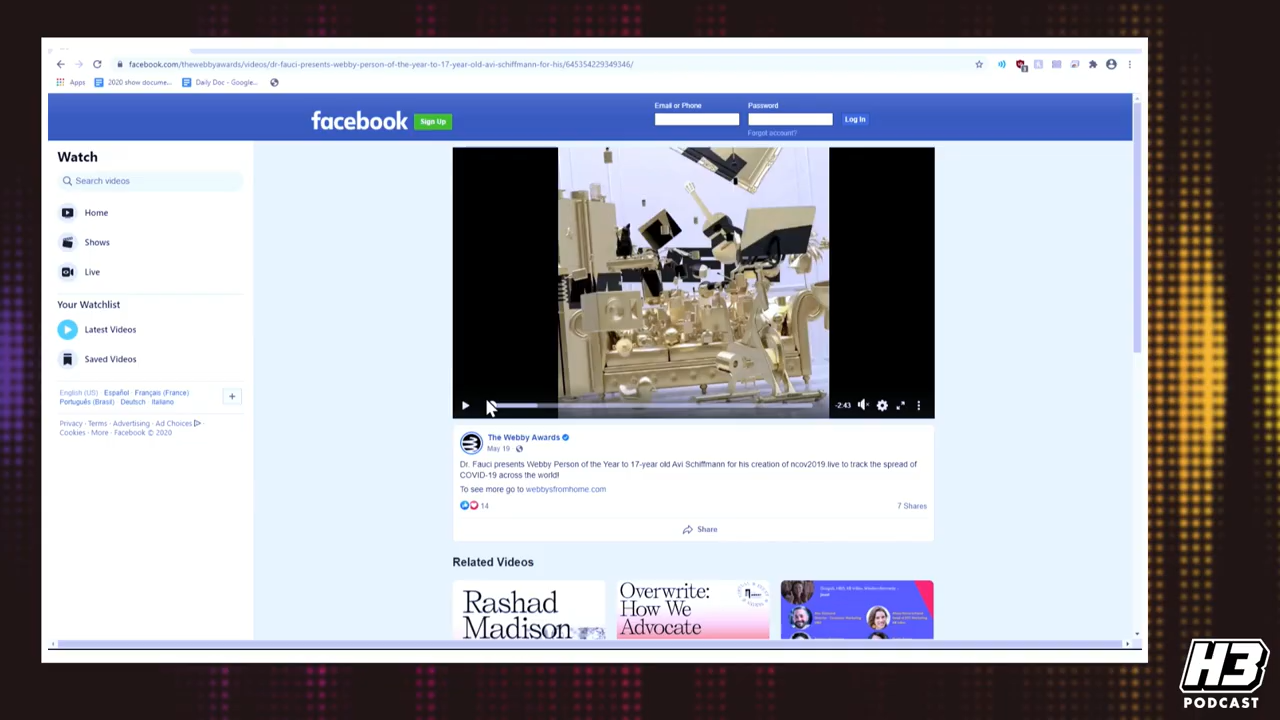 facebook.com/thewebbyawards/videos/dr-fauci-presents-webby-person-of-the-year-to-17-year-old-avi-schiffmann-for-his/645354229349346/
Apps 2020 show docume... Daily Doc - Google...
facebook Sign Up
Email or Phone Password
Log In
Forgot account?
Watch
Search videos
Home
Shows
Live
Your Watchlist
Latest Videos
Saved Videos
English (US) · Español · Français (France)
Português (Brasil) · Deutsch · Italiano
+
Privacy · Terms · Advertising · Ad Choices ·
Cookies · More · Facebook © 2020
-2:43
The Webby Awards
May 19
Dr. Fauci presents Webby Person of the Year to 17-year old Avi Schiffmann for his creation of ncov2019.live to track the spread of
COVID-19 across the world!
To see more go to webbysfromhome.com
14
7 Shares
Share
Related Videos
Rashad
Madison
Overwrite:
How We
Advocate
H3
PODCAST